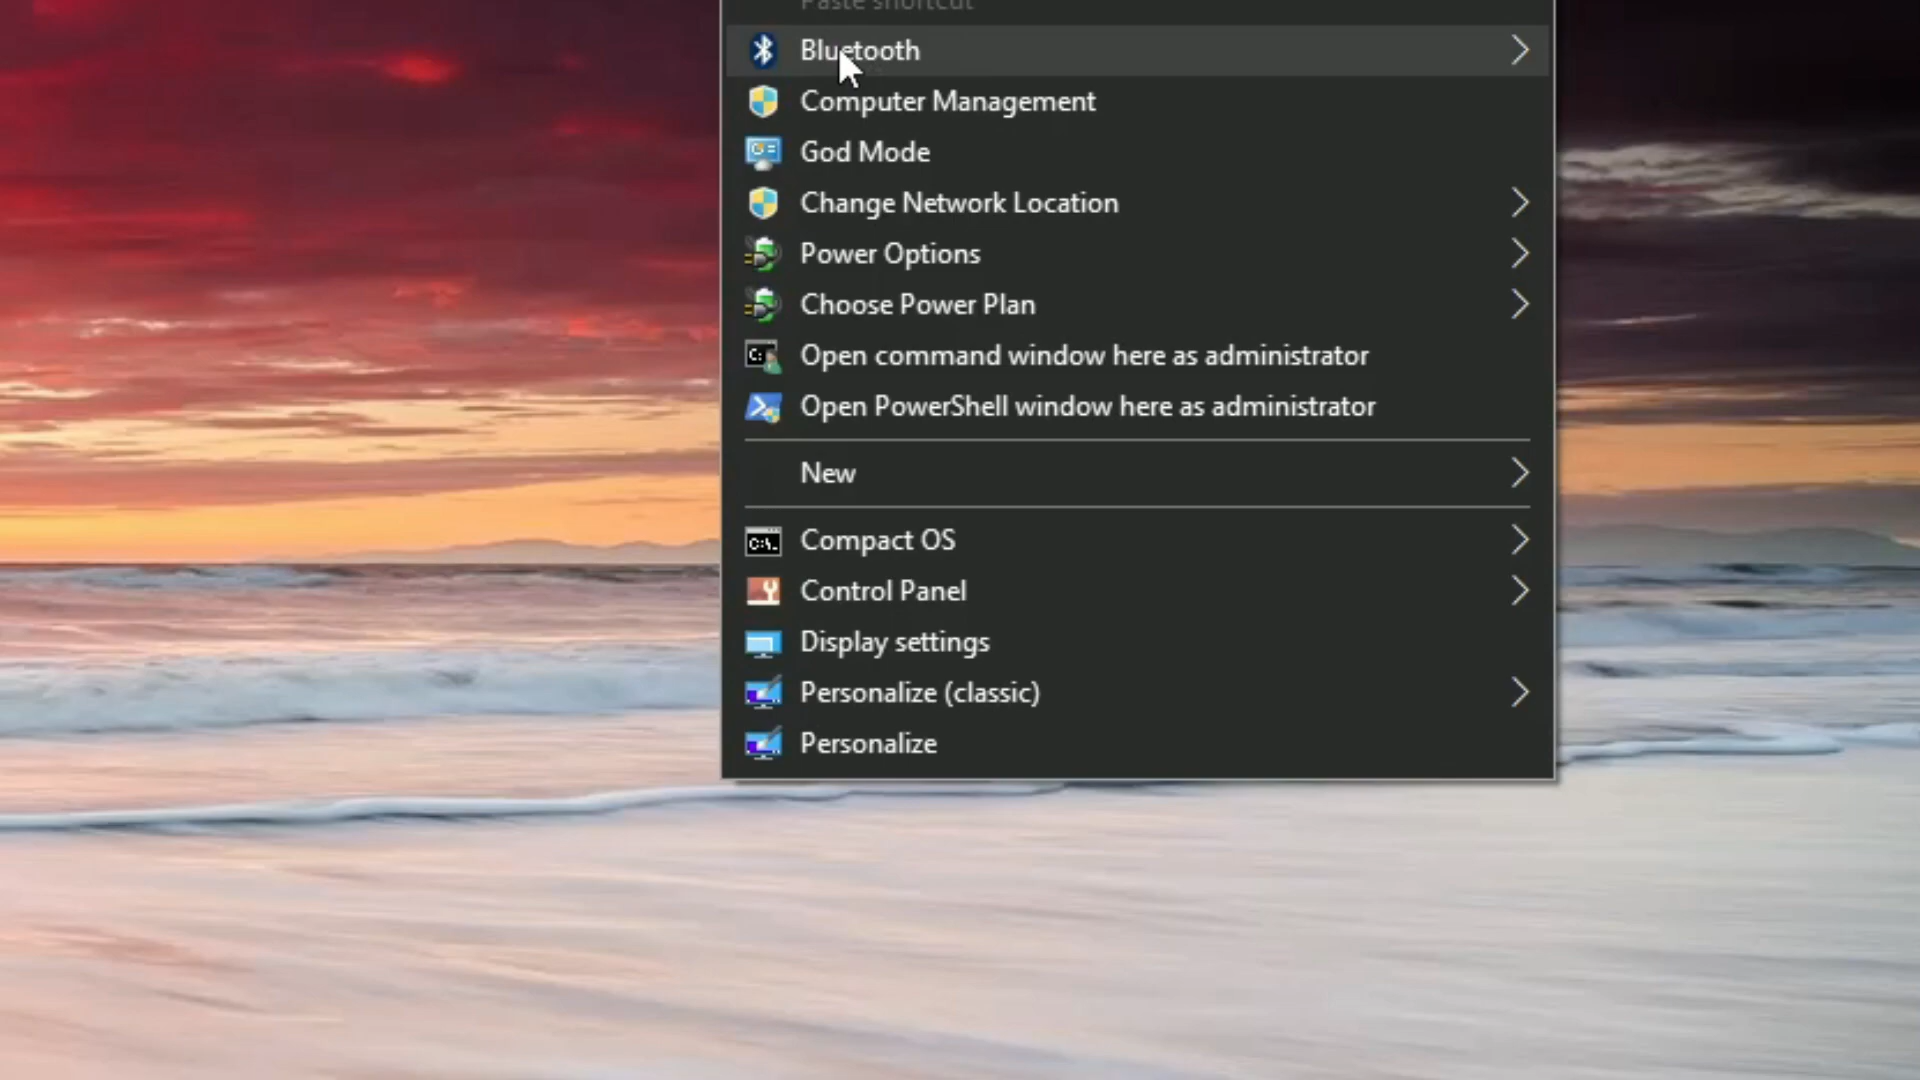 Paste shortcut
Bluetooth
Computer Management
God Mode
Change Network Location
Power Options
Choose Power Plan
Open command window here as administrator
Open PowerShell window here as administrator
New
Compact OS
Control Panel
Display settings
Personalize (classic)
Personalize